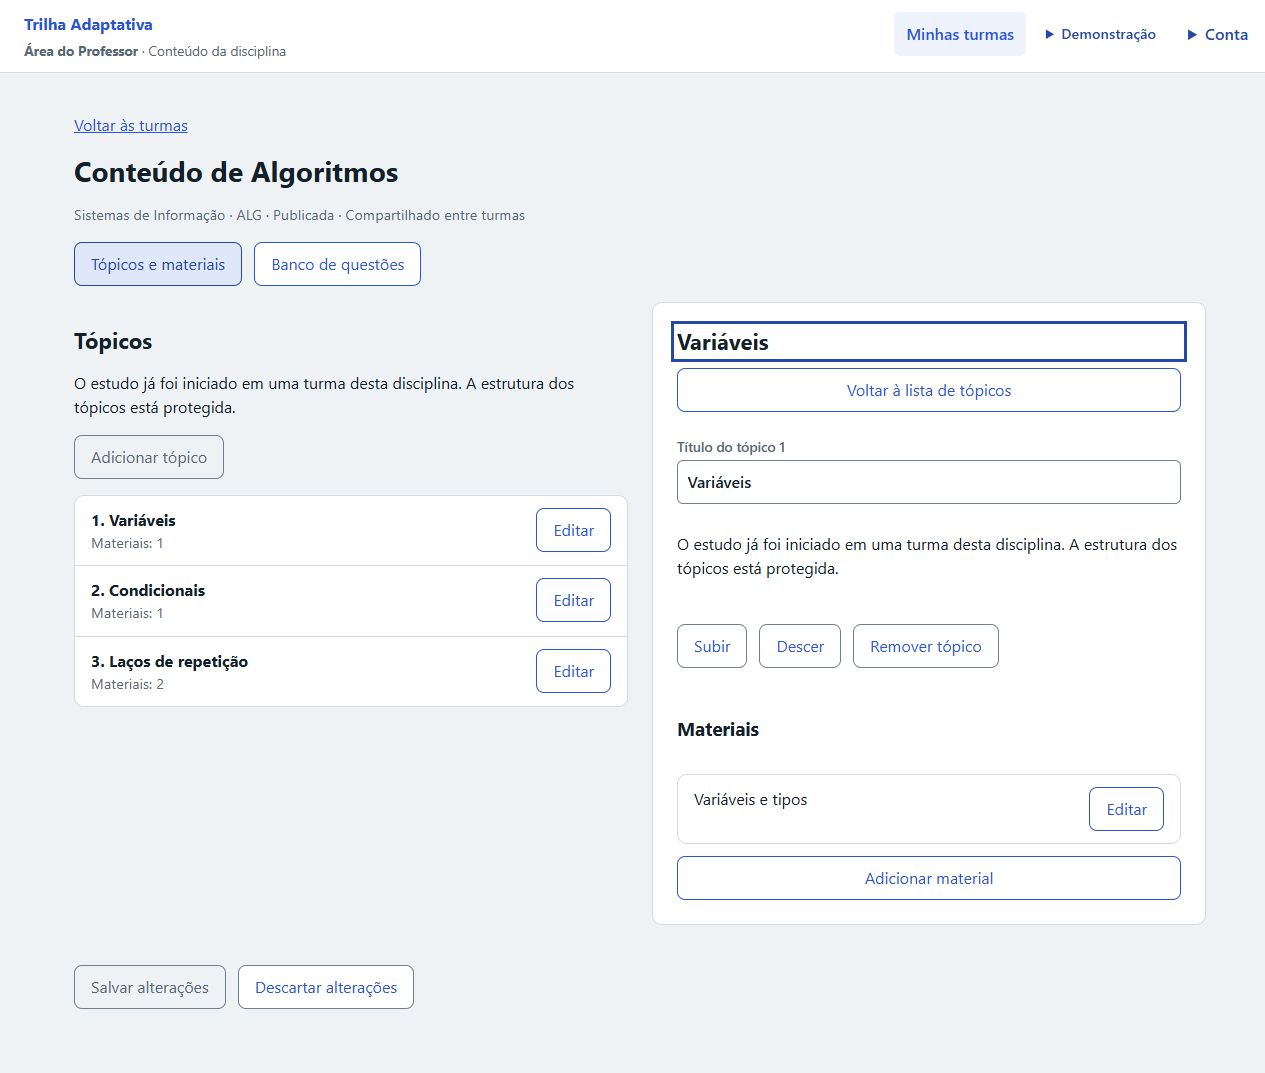 Trilha Adaptativa
Área do Professor · Conteúdo da disciplina
Minhas turmas
Demonstração
Conta
Voltar às turmas
Conteúdo de Algoritmos
Sistemas de Informação · ALG · Publicada · Compartilhado entre turmas
Tópicos e materiais
Banco de questões
Tópicos
O estudo já foi iniciado em uma turma desta disciplina. A estrutura dos
tópicos está protegida.
Adicionar tópico
1. Variáveis
Materiais: 1
Editar
2. Condicionais
Materiais: 1
Editar
3. Laços de repetição
Materiais: 2
Editar
Variáveis
Voltar à lista de tópicos
Título do tópico 1
Variáveis
O estudo já foi iniciado em uma turma desta disciplina. A estrutura dos
tópicos está protegida.
Subir
Descer
Remover tópico
Materiais
Variáveis e tipos
Editar
Adicionar material
Salvar alterações
Descartar alterações